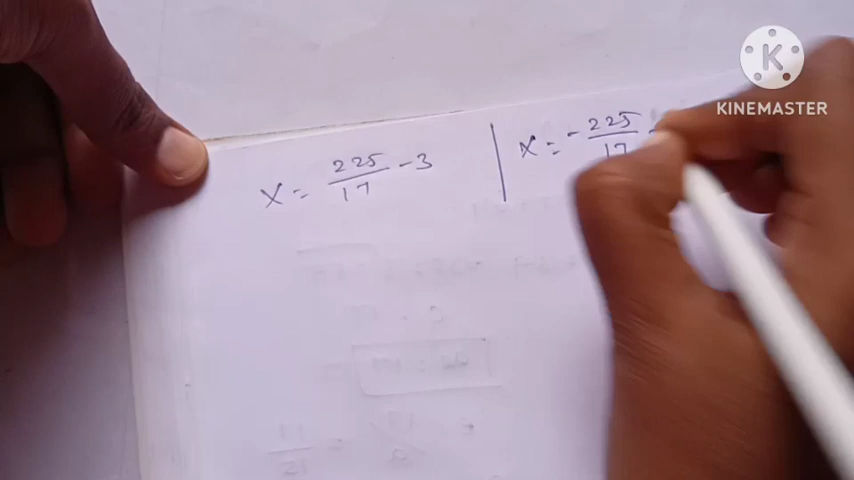 KINEMASTER
x = 225/17 - 3 | x = - 225/17 -